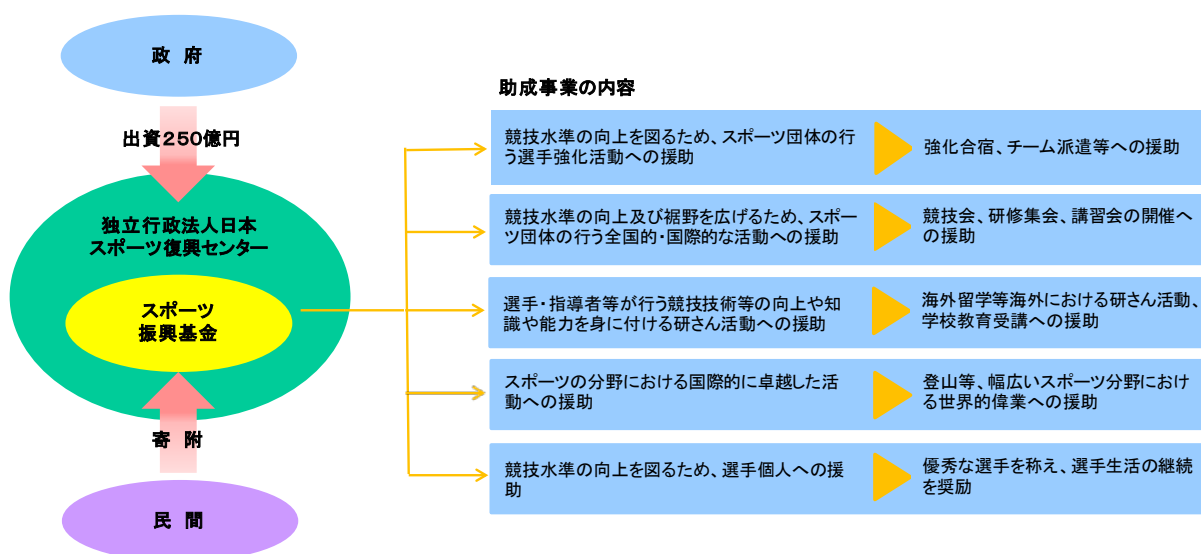 政 府
出資250億円
独立行政法人日本
スポーツ復興センター
スポーツ
振興基金
寄 附
民 間
助成事業の内容
競技水準の向上を図るため、スポーツ団体の行
う選手強化活動への援助
強化合宿、チーム派遣等への援助
競技水準の向上及び裾野を広げるため、スポー
ツ団体の行う全国的・国際的な活動への援助
競技会、研修集会、講習会の開催へ
の援助
選手・指導者等が行う競技技術等の向上や知
識や能力を身に付ける研さん活動への援助
海外留学等海外における研さん活動、
学校教育受講への援助
スポーツの分野における国際的に卓越した活
動への援助
登山等、幅広いスポーツ分野におけ
る世界的偉業への援助
競技水準の向上を図るため、選手個人への援
助
優秀な選手を称え、選手生活の継続
を奨励